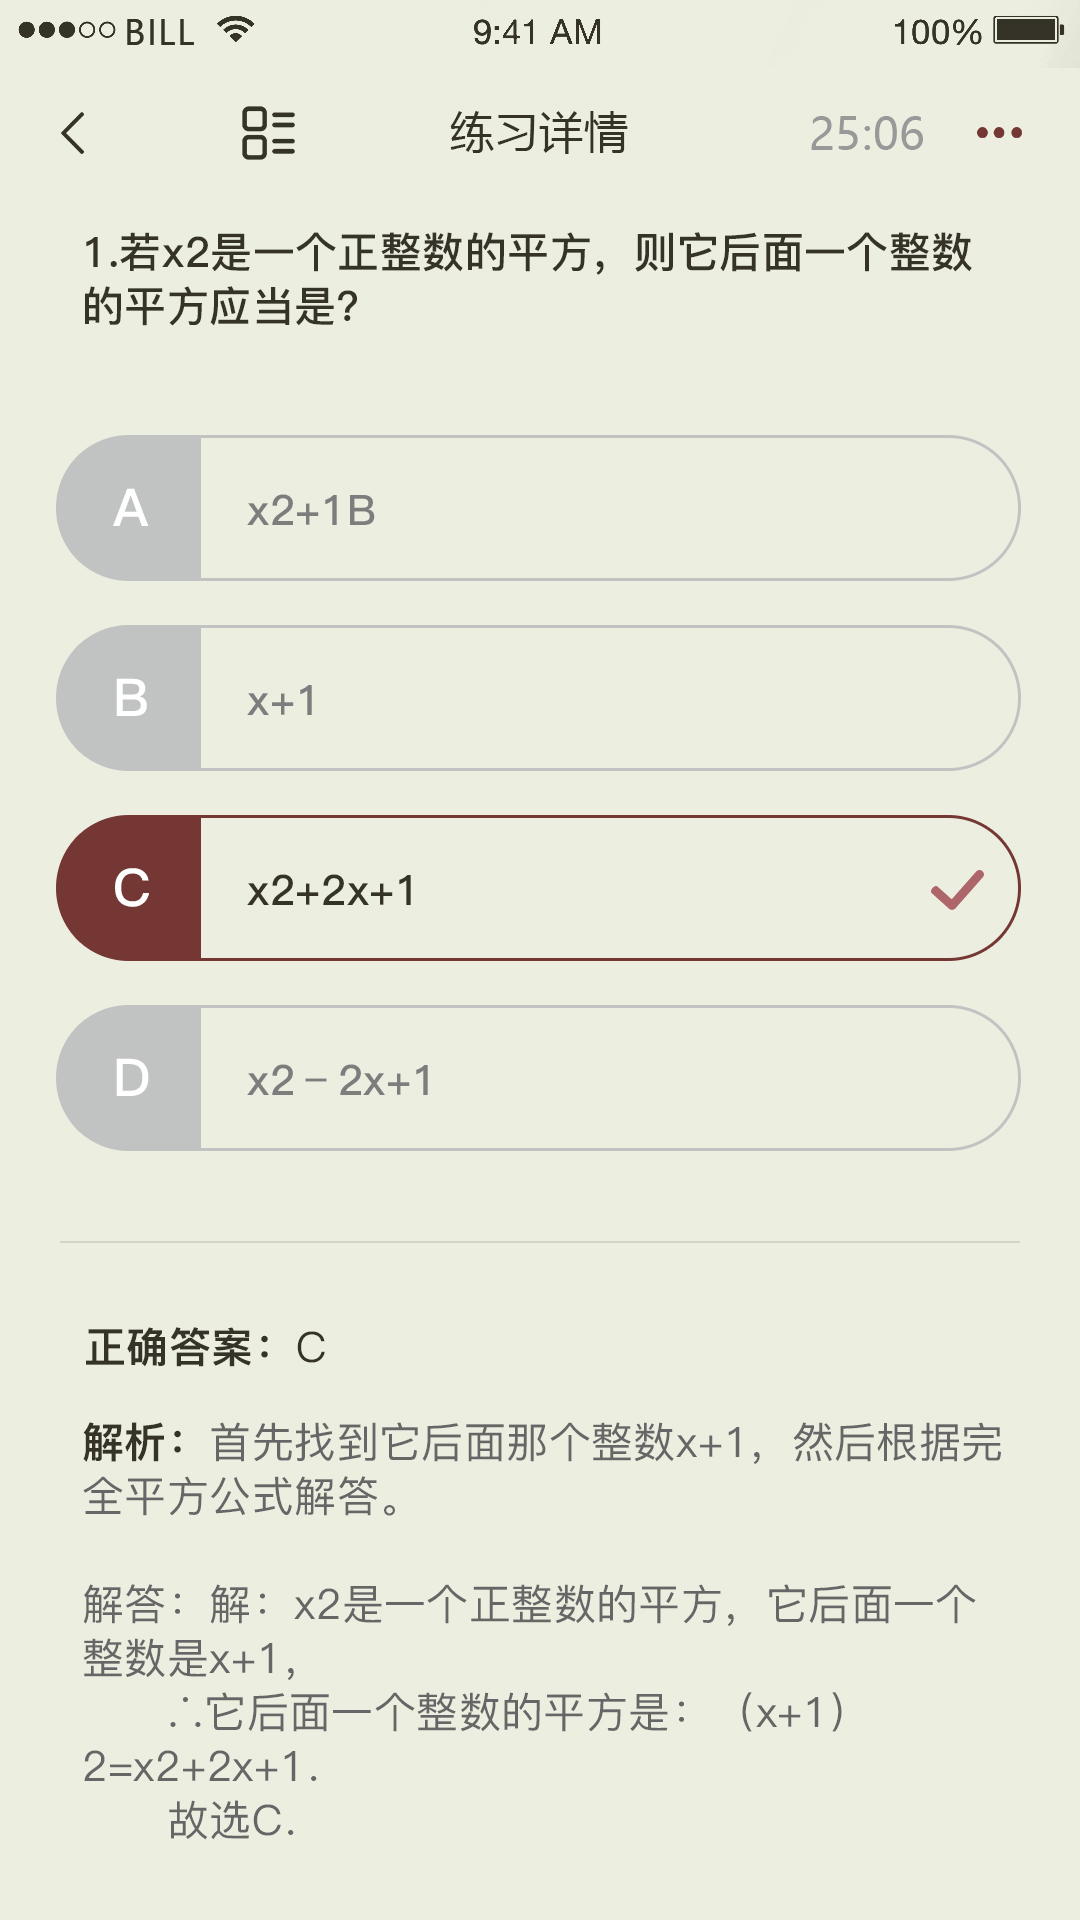 BILL 9:41 AM 100%
练习详情 25:06
1.若x2是一个正整数的平方，则它后面一个整数
的平方应当是?
A x2+1B
B x+1
C x2+2x+1
D x2－2x+1
正确答案：C
解析：首先找到它后面那个整数x+1，然后根据完
全平方公式解答。
解答：解：x2是一个正整数的平方，它后面一个
整数是x+1，
∴它后面一个整数的平方是：（x+1）
2=x2+2x+1.
故选C.